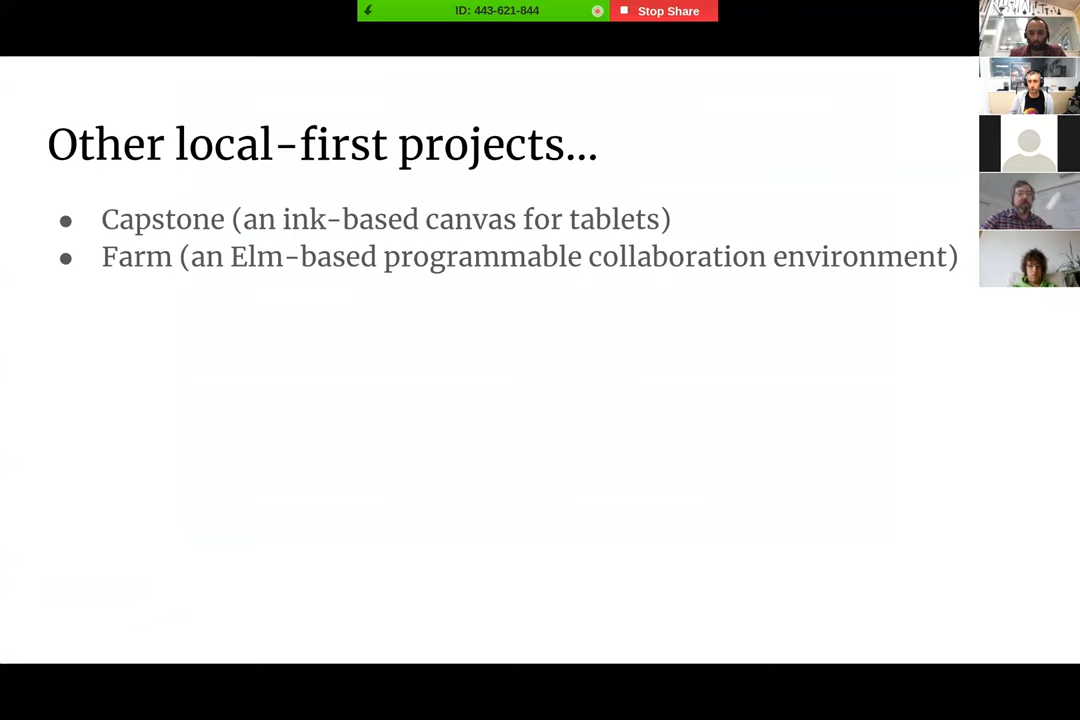 ID: 443-621-844
Stop Share
Other local-first projects...
● Capstone (an ink-based canvas for tablets)
● Farm (an Elm-based programmable collaboration environment)